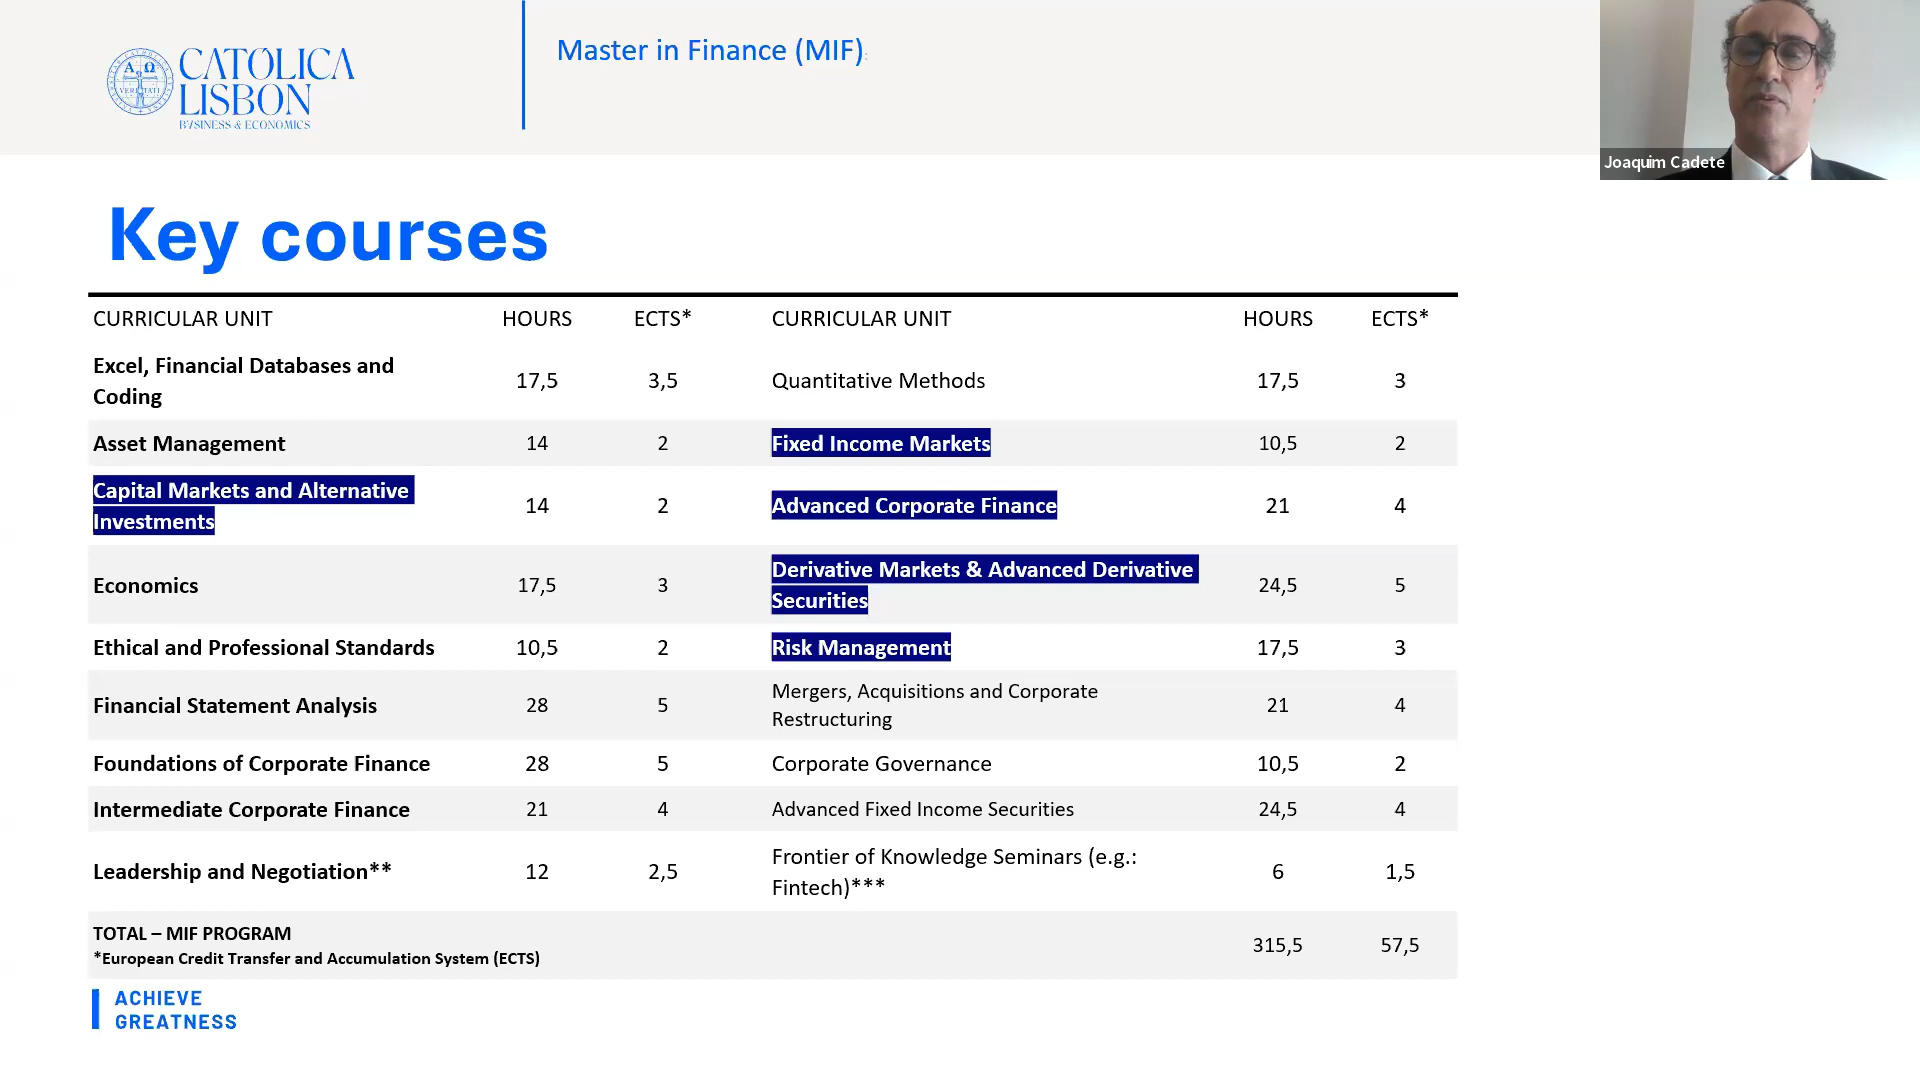 CATÓLICA
LISBON
BUSINESS & ECONOMICS
Α Ω
VERITATI
Master in Finance (MIF)
Joaquim Cadete
Key courses
CURRICULAR UNIT HOURS ECTS* CURRICULAR UNIT HOURS ECTS*
Excel, Financial Databases and
Coding 17,5 3,5 Quantitative Methods 17,5 3
Asset Management 14 2 Fixed Income Markets 10,5 2
Capital Markets and Alternative
Investments 14 2 Advanced Corporate Finance 21 4
Economics 17,5 3 Derivative Markets & Advanced Derivative
Securities 24,5 5
Ethical and Professional Standards 10,5 2 Risk Management 17,5 3
Financial Statement Analysis 28 5 Mergers, Acquisitions and Corporate
Restructuring 21 4
Foundations of Corporate Finance 28 5 Corporate Governance 10,5 2
Intermediate Corporate Finance 21 4 Advanced Fixed Income Securities 24,5 4
Leadership and Negotiation** 12 2,5 Frontier of Knowledge Seminars (e.g.:
Fintech)*** 6 1,5
TOTAL – MIF PROGRAM 315,5 57,5
*European Credit Transfer and Accumulation System (ECTS)
ACHIEVE
GREATNESS